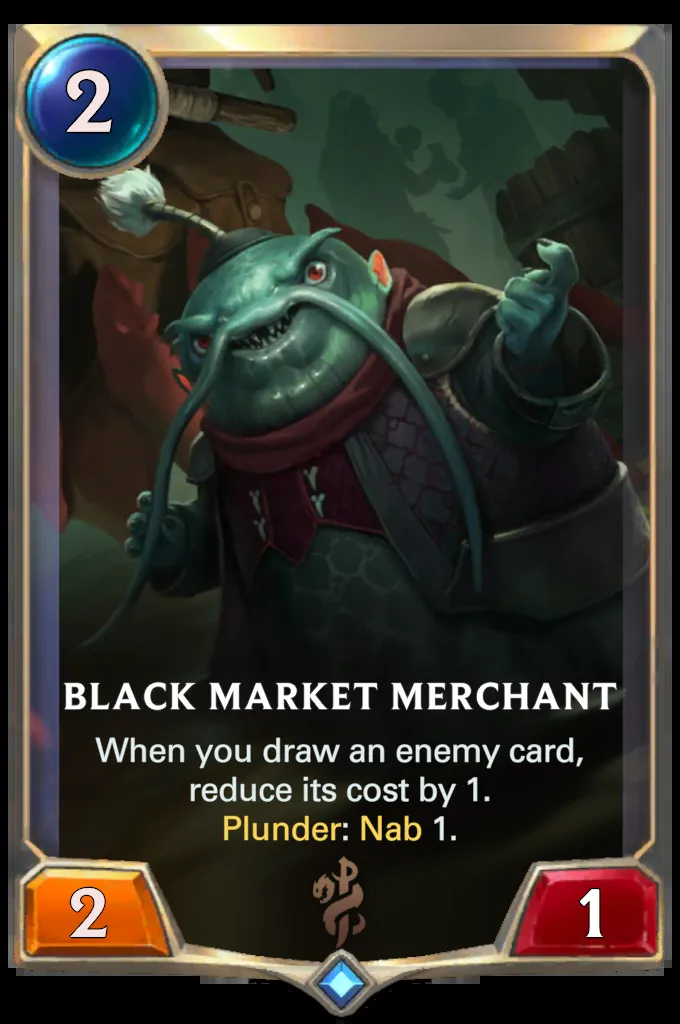 2
BLACK MARKET MERCHANT
When you draw an enemy card,
reduce its cost by 1.
Plunder: Nab 1.
2
1